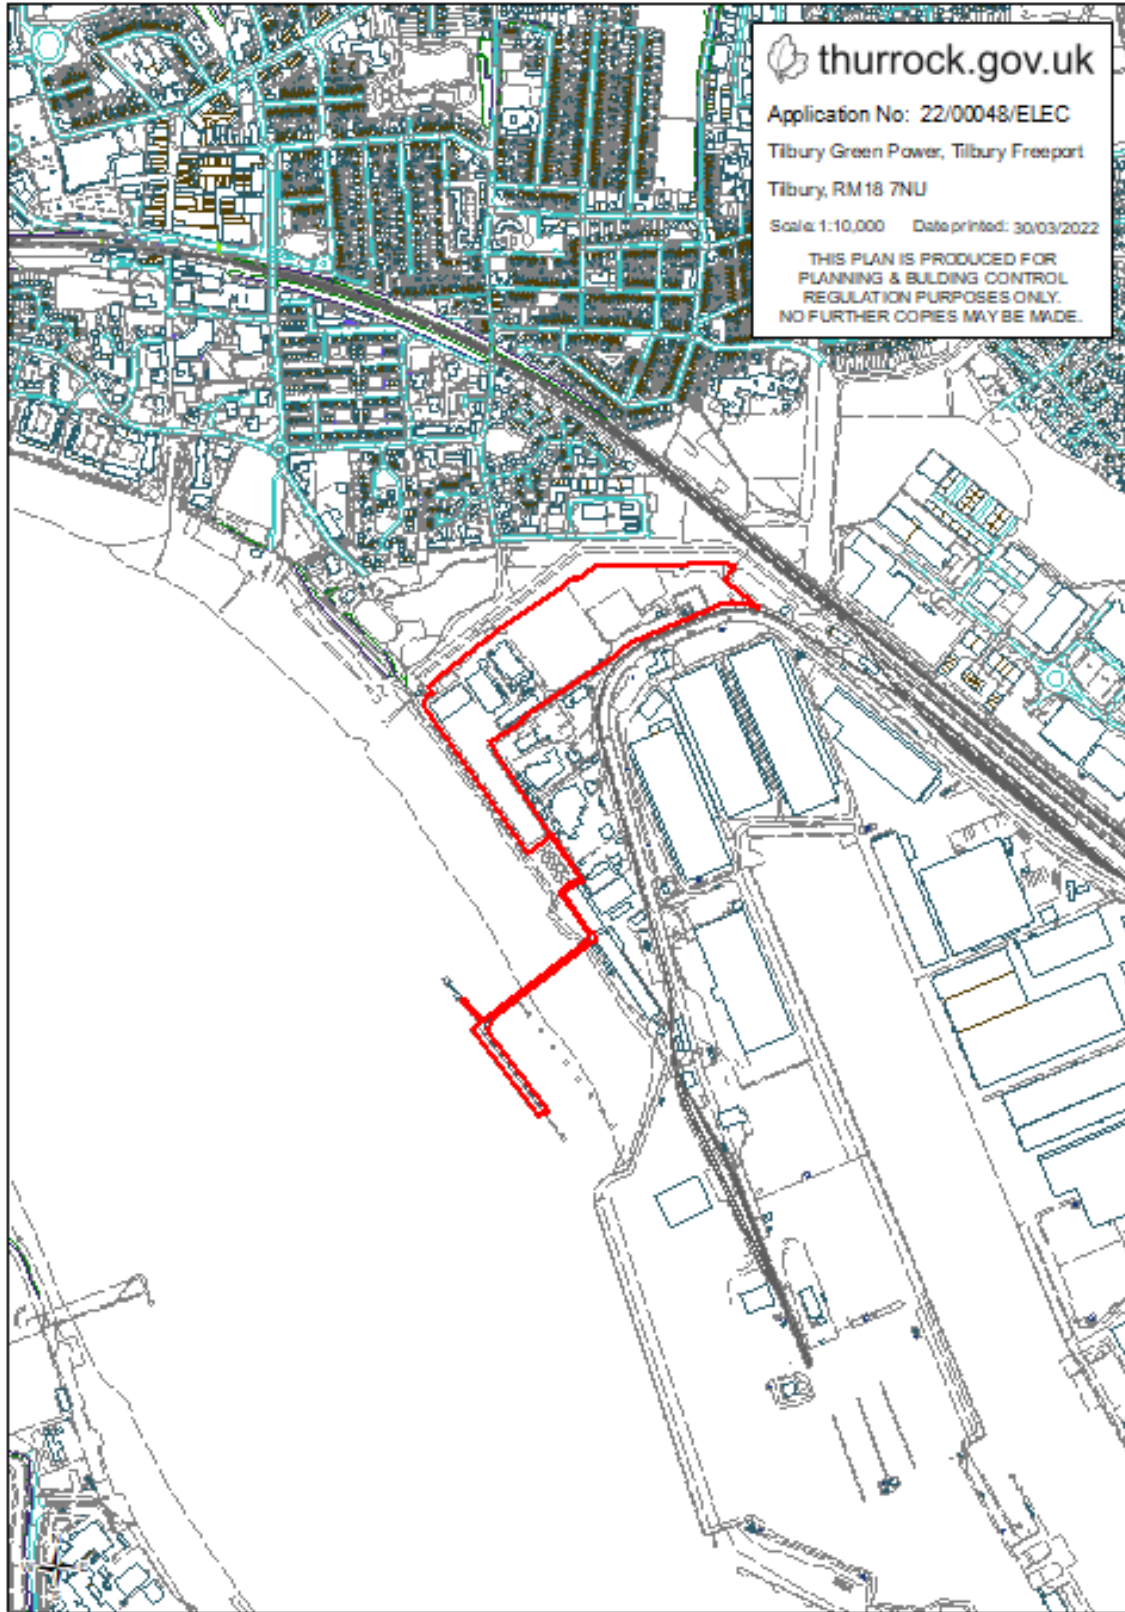 thurrock.gov.uk
Application No: 22/00048/ELEC
Tilbury Green Power, Tilbury Freeport
Tilbury, RM18 7NU
Scale: 1:10,000 Date printed: 30/03/2022
THIS PLAN IS PRODUCED FOR
PLANNING & BULDING CONTROL
REGULATION PURPOSES ONLY.
NO FURTHER COPIES MAY BE MADE.